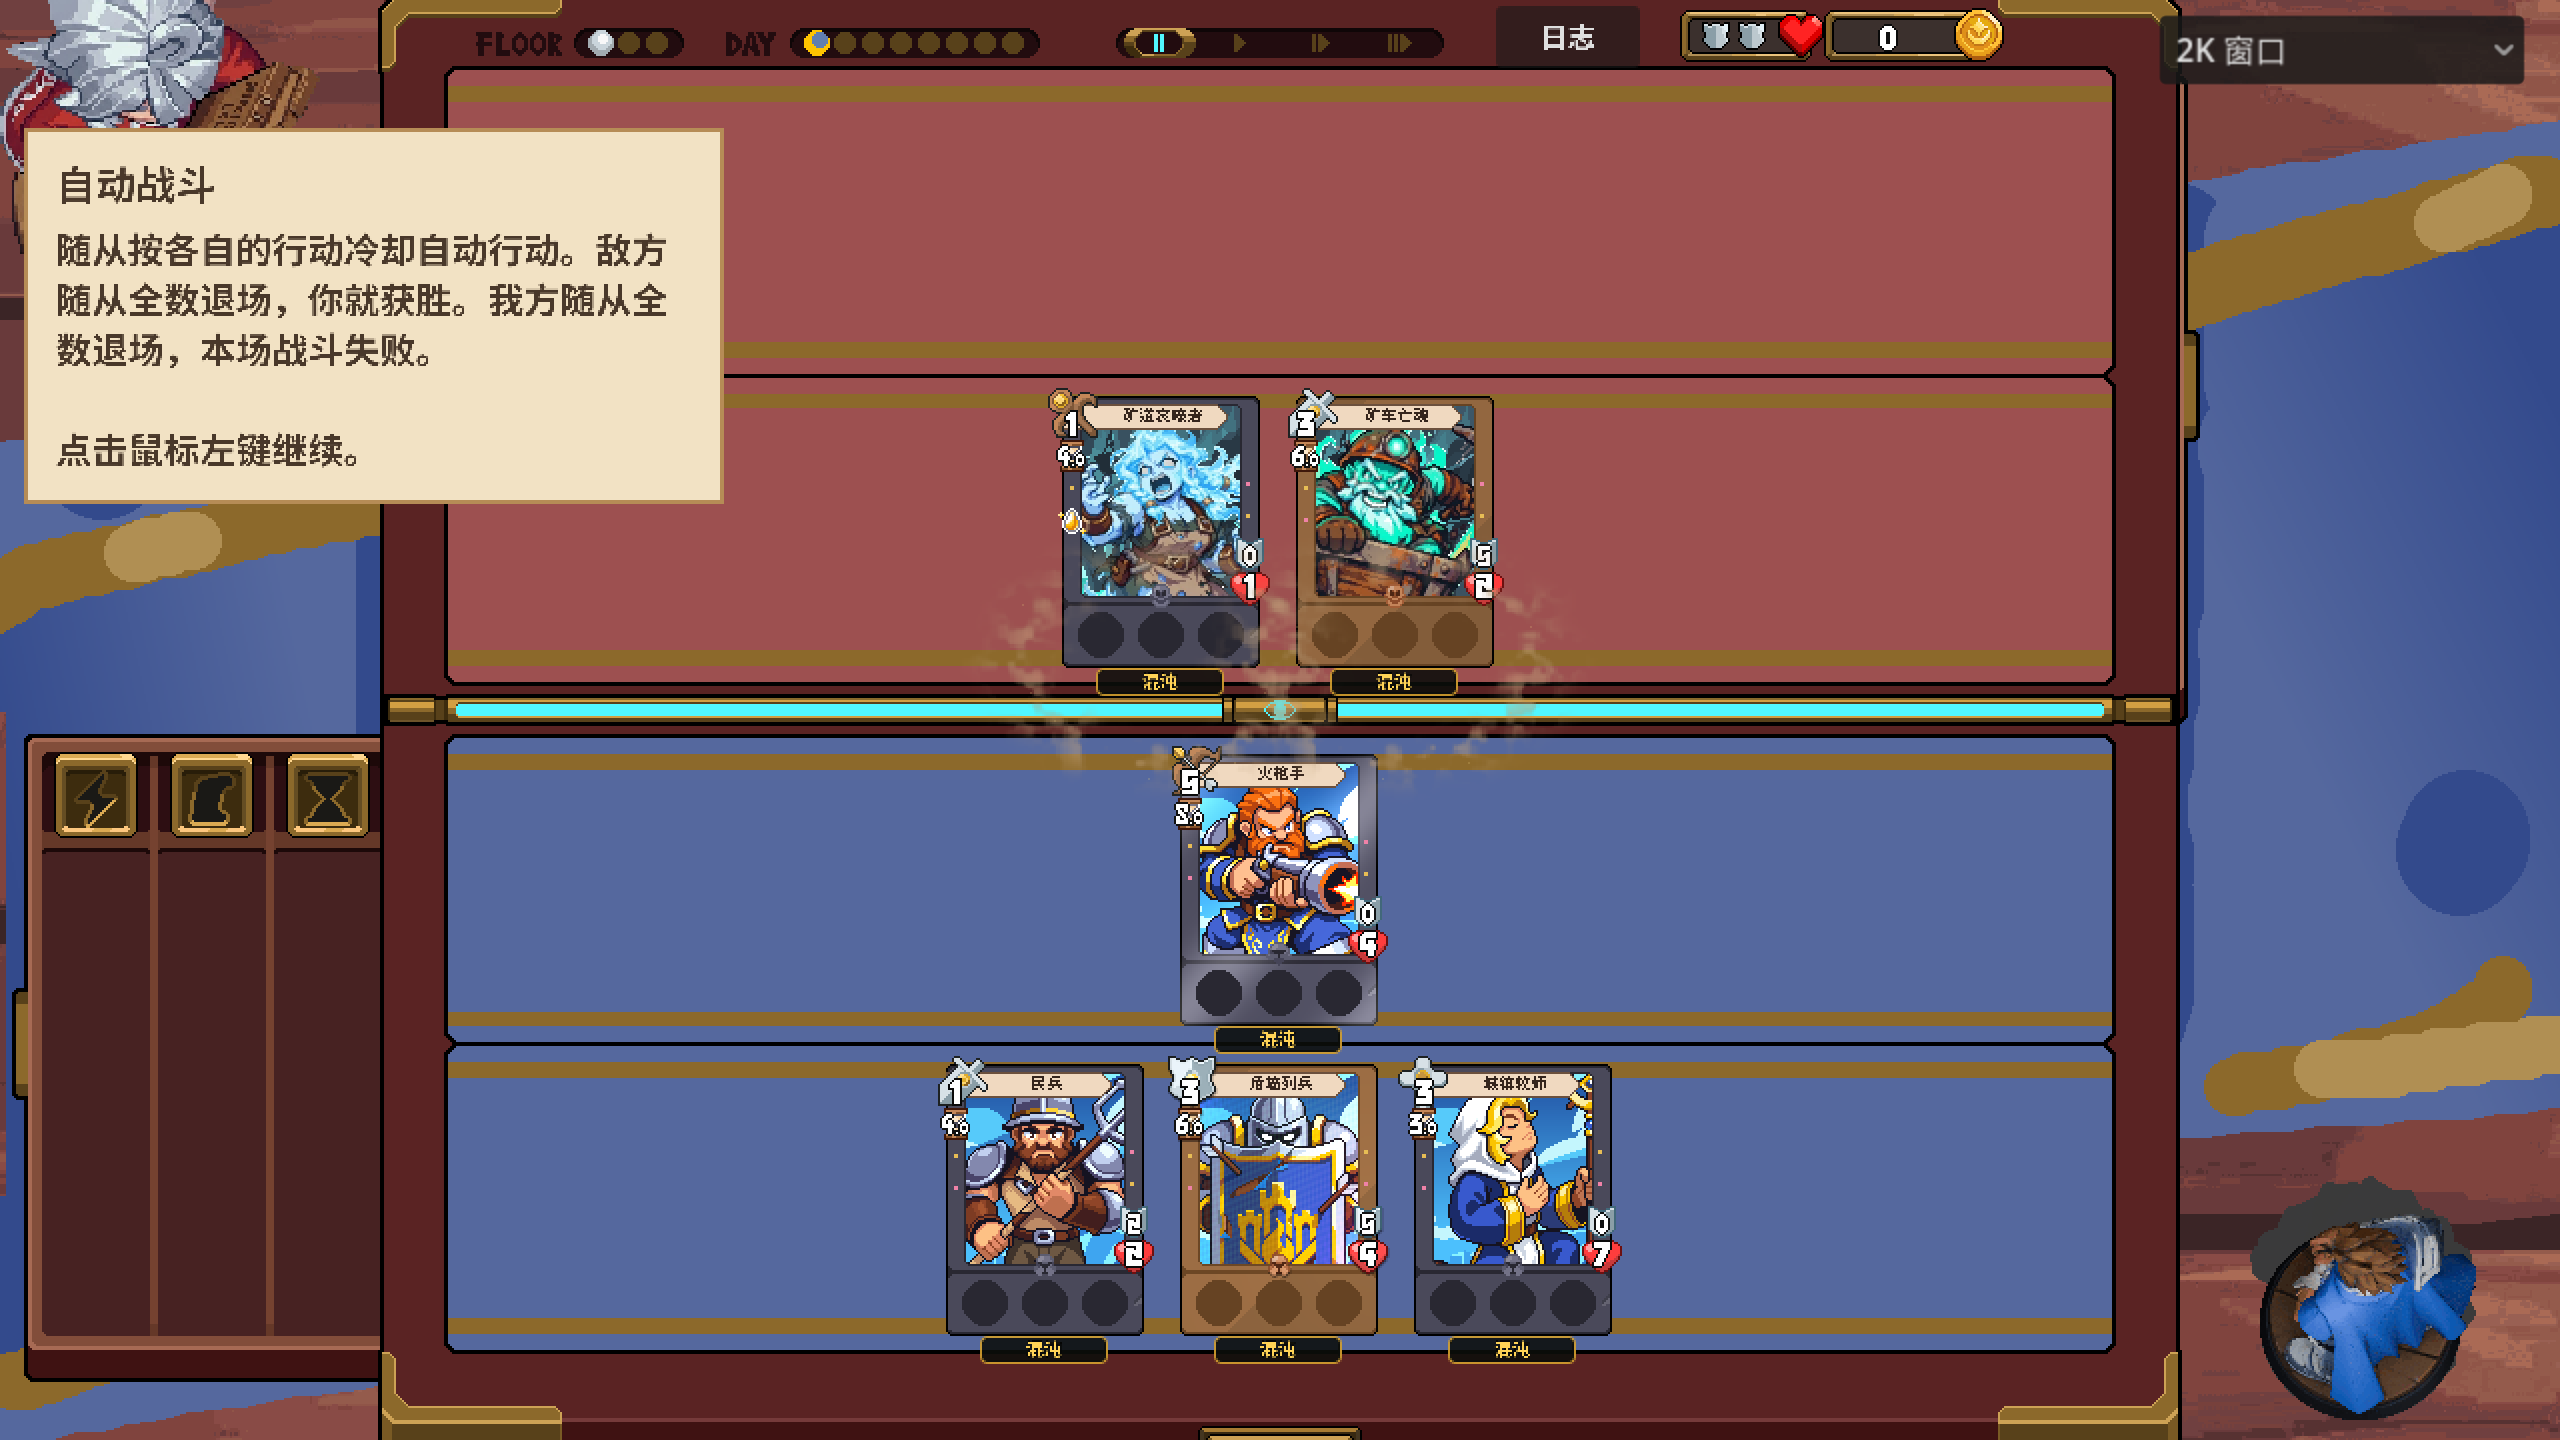 FLOOR
DAY
日志
0
2K 窗口
自动战斗
随从按各自的行动冷却自动行动。敌方
随从全数退场，你就获胜。我方随从全
数退场，本场战斗失败。
点击鼠标左键继续。
1
矿道哀嚎者
3
矿车亡魂
0
1
5
2
混沌
混沌
5
火枪手
0
混沌
1
民兵
3
盾墙列兵
3
城镇牧师
2
2
5
0
7
混沌
混沌
混沌